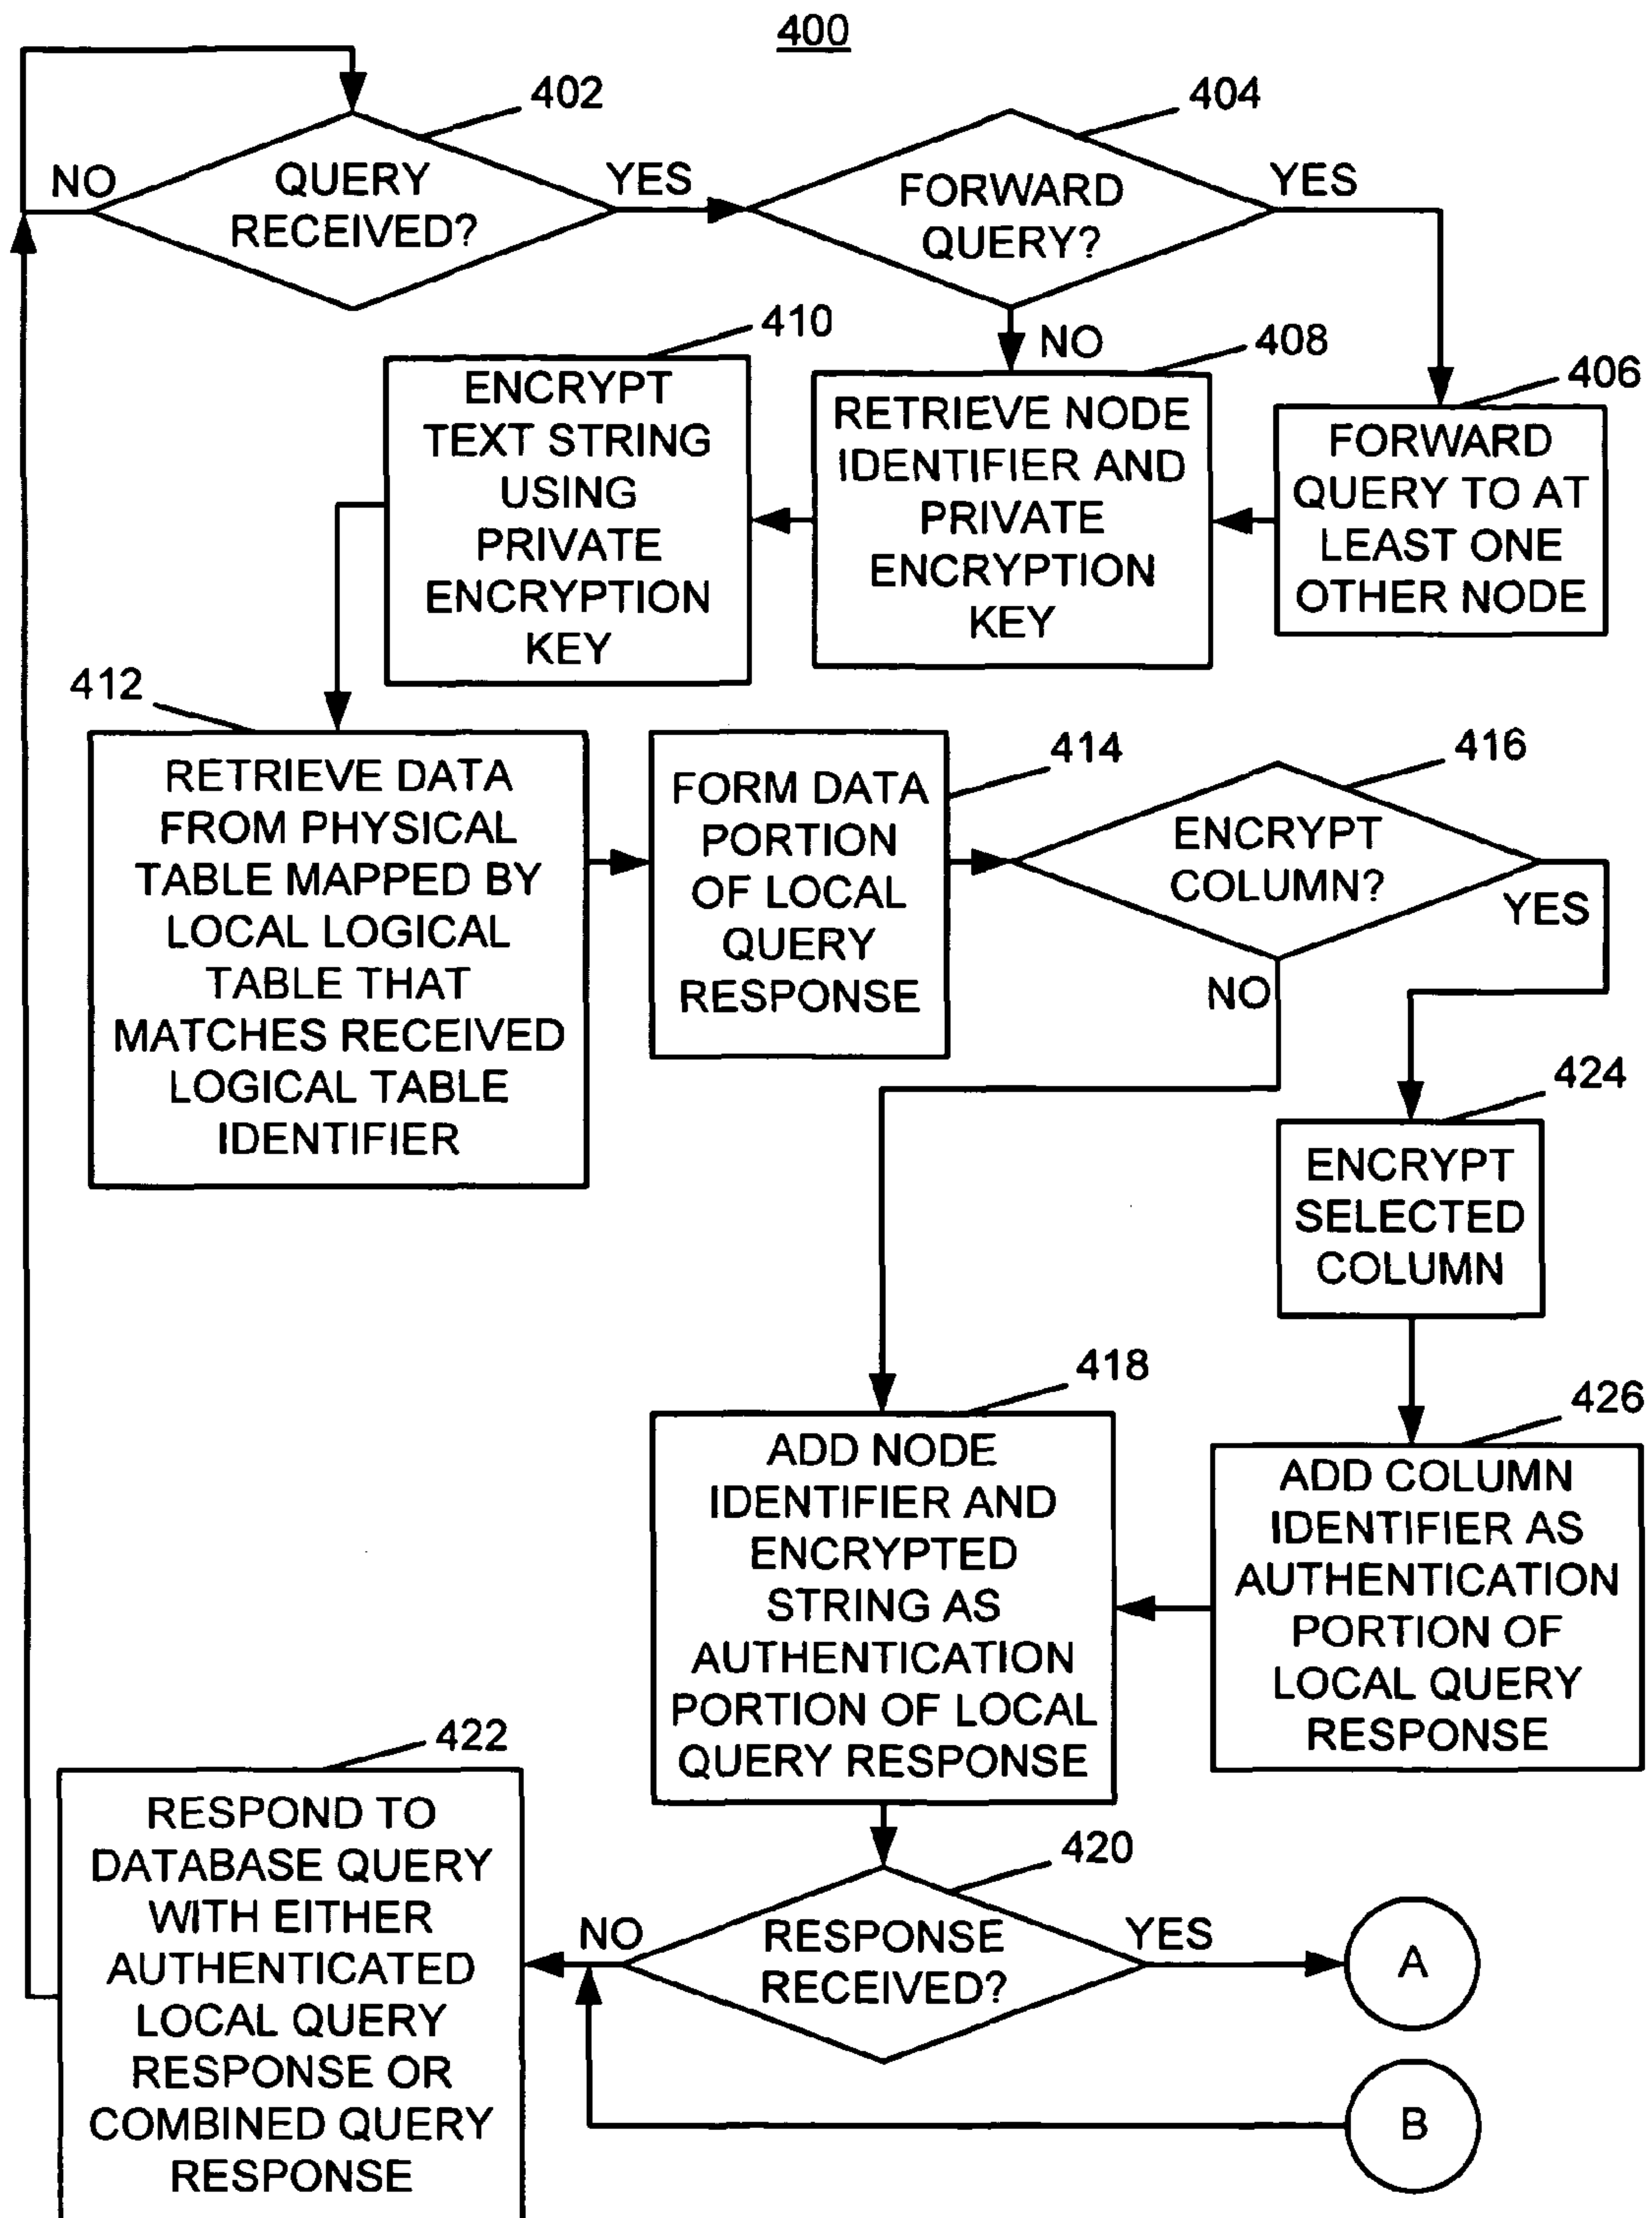 400
402
QUERY
RECEIVED?
NO
YES
404
FORWARD
QUERY?
YES
NO
410
ENCRYPT
TEXT STRING
USING
PRIVATE
ENCRYPTION
KEY
408
RETRIEVE NODE
IDENTIFIER AND
PRIVATE
ENCRYPTION
KEY
406
FORWARD
QUERY TO AT
LEAST ONE
OTHER NODE
412
RETRIEVE DATA
FROM PHYSICAL
TABLE MAPPED BY
LOCAL LOGICAL
TABLE THAT
MATCHES RECEIVED
LOGICAL TABLE
IDENTIFIER
414
FORM DATA
PORTION
OF LOCAL
QUERY
RESPONSE
416
ENCRYPT
COLUMN?
YES
NO
424
ENCRYPT
SELECTED
COLUMN
418
ADD NODE
IDENTIFIER AND
ENCRYPTED
STRING AS
AUTHENTICATION
PORTION OF LOCAL
QUERY RESPONSE
426
ADD COLUMN
IDENTIFIER AS
AUTHENTICATION
PORTION OF
LOCAL QUERY
RESPONSE
422
RESPOND TO
DATABASE QUERY
WITH EITHER
AUTHENTICATED
LOCAL QUERY
RESPONSE OR
COMBINED QUERY
RESPONSE
420
NO
RESPONSE
RECEIVED?
YES
A
B